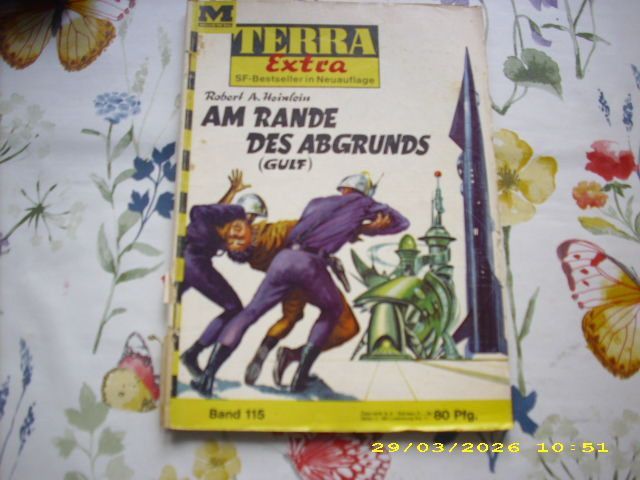 M
TERRA
Extra
SF-Bestseller in Neuauflage
Robert A. Heinlein
AM RANDE
DES ABGRUNDS
(GULF)
Band 115
80 Pfg.
29/03/2026 10:51